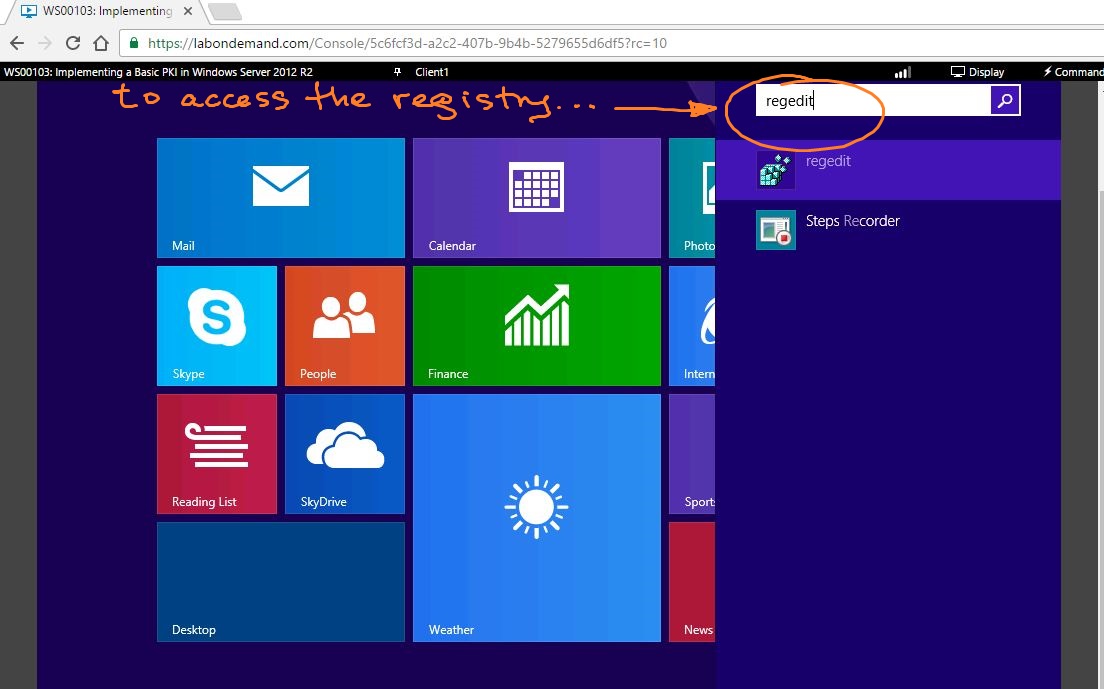 WS00103: Implementing
https://labondemand.com/Console/5c6fcf3d-a2c2-407b-9b4b-5279655d6df5?rc=10
WS00103: Implementing a Basic PKI in Windows Server 2012 R2
Client1
Display
Command
to access the registry...
regedit
regedit
Steps Recorder
Mail
Calendar
Photo
Skype
People
Finance
Intern
Reading List
SkyDrive
Weather
Sports
Desktop
News